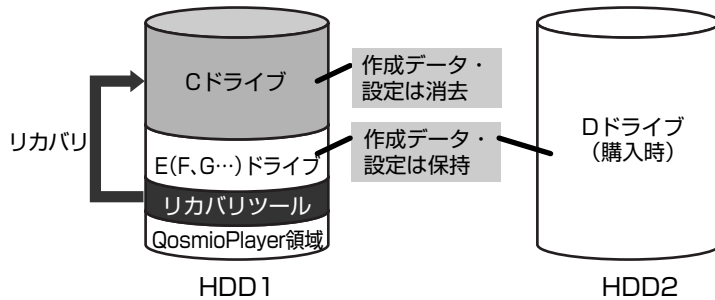 Cドライブ
作成データ・
設定は消去
リカバリ
E(F、G…)ドライブ
作成データ・
設定は保持
Dドライブ
（購入時）
リカバリツール
QosmioPlayer領域
HDD1
HDD2